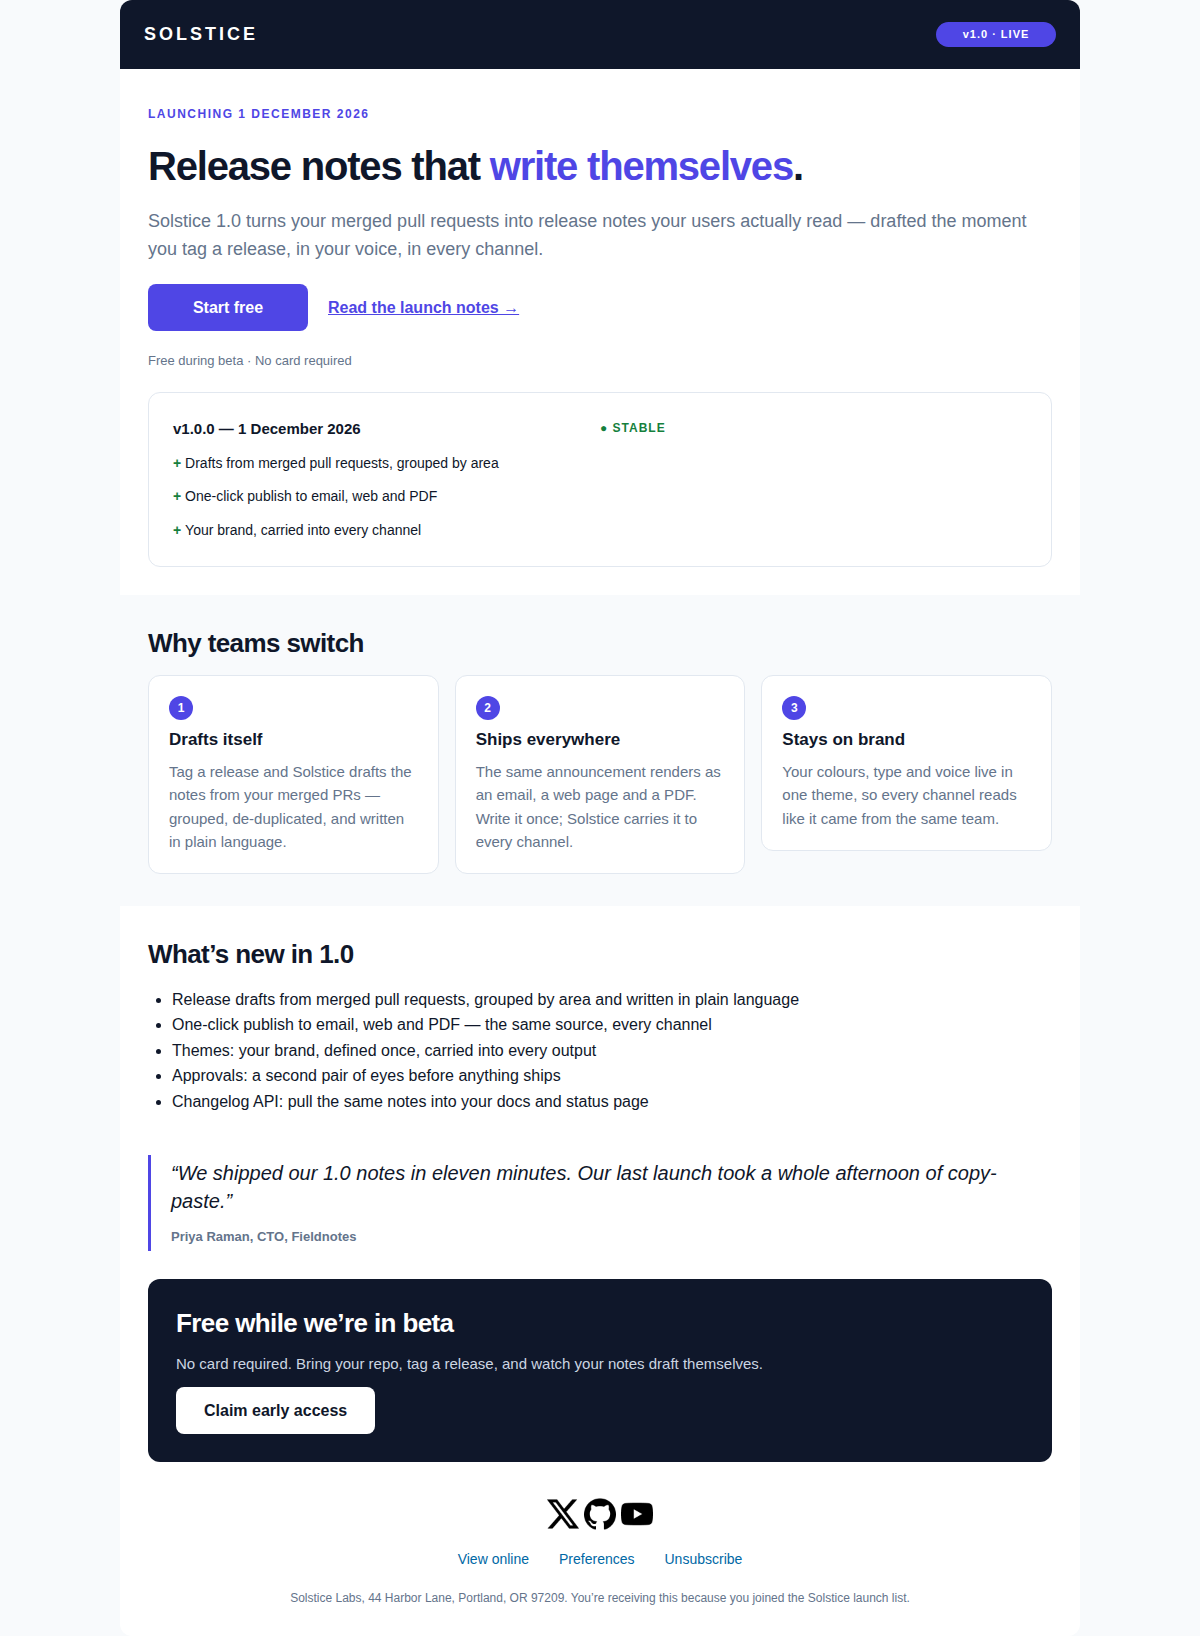 SOLSTICE
v1.0 · LIVE
LAUNCHING 1 DECEMBER 2026
Release notes that write themselves.
Solstice 1.0 turns your merged pull requests into release notes your users actually read — drafted the moment
you tag a release, in your voice, in every channel.
Start free
Read the launch notes →
Free during beta · No card required
v1.0.0 — 1 December 2026
● STABLE
+ Drafts from merged pull requests, grouped by area
+ One-click publish to email, web and PDF
+ Your brand, carried into every channel
Why teams switch
1
Drafts itself
Tag a release and Solstice drafts the
notes from your merged PRs —
grouped, de-duplicated, and written
in plain language.
2
Ships everywhere
The same announcement renders as
an email, a web page and a PDF.
Write it once; Solstice carries it to
every channel.
3
Stays on brand
Your colours, type and voice live in
one theme, so every channel reads
like it came from the same team.
What’s new in 1.0
• Release drafts from merged pull requests, grouped by area and written in plain language
• One-click publish to email, web and PDF — the same source, every channel
• Themes: your brand, defined once, carried into every output
• Approvals: a second pair of eyes before anything ships
• Changelog API: pull the same notes into your docs and status page
“We shipped our 1.0 notes in eleven minutes. Our last launch took a whole afternoon of copy-
paste.”
Priya Raman, CTO, Fieldnotes
Free while we’re in beta
No card required. Bring your repo, tag a release, and watch your notes draft themselves.
Claim early access
View online
Preferences
Unsubscribe
Solstice Labs, 44 Harbor Lane, Portland, OR 97209. You’re receiving this because you joined the Solstice launch list.